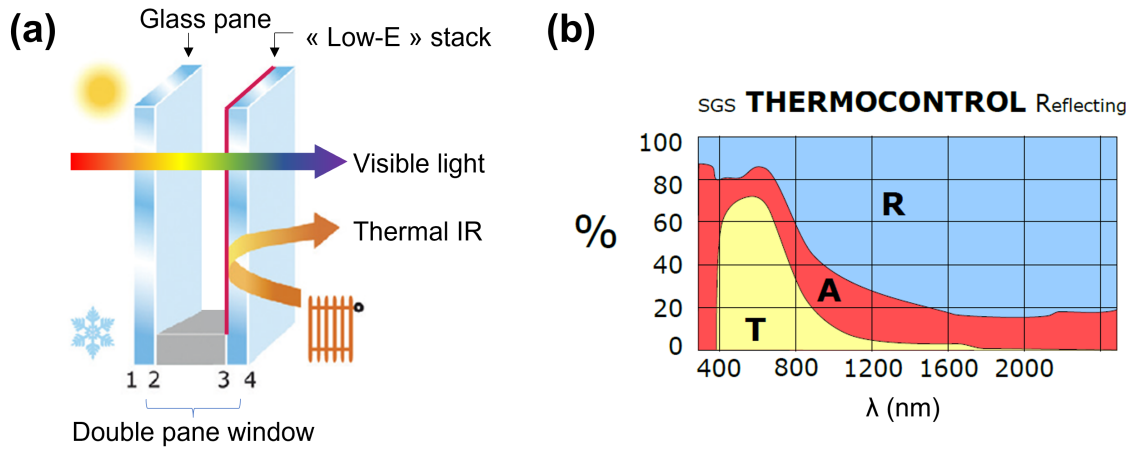 (a)
Glass pane
« Low-E » stack
Visible light
Thermal IR
1 2 3 4
Double pane window
(b)
SGS THERMOCONTROL Reflecting
100
80
60
40
20
0
%
R
A
T
400 800 1200 1600 2000
λ (nm)